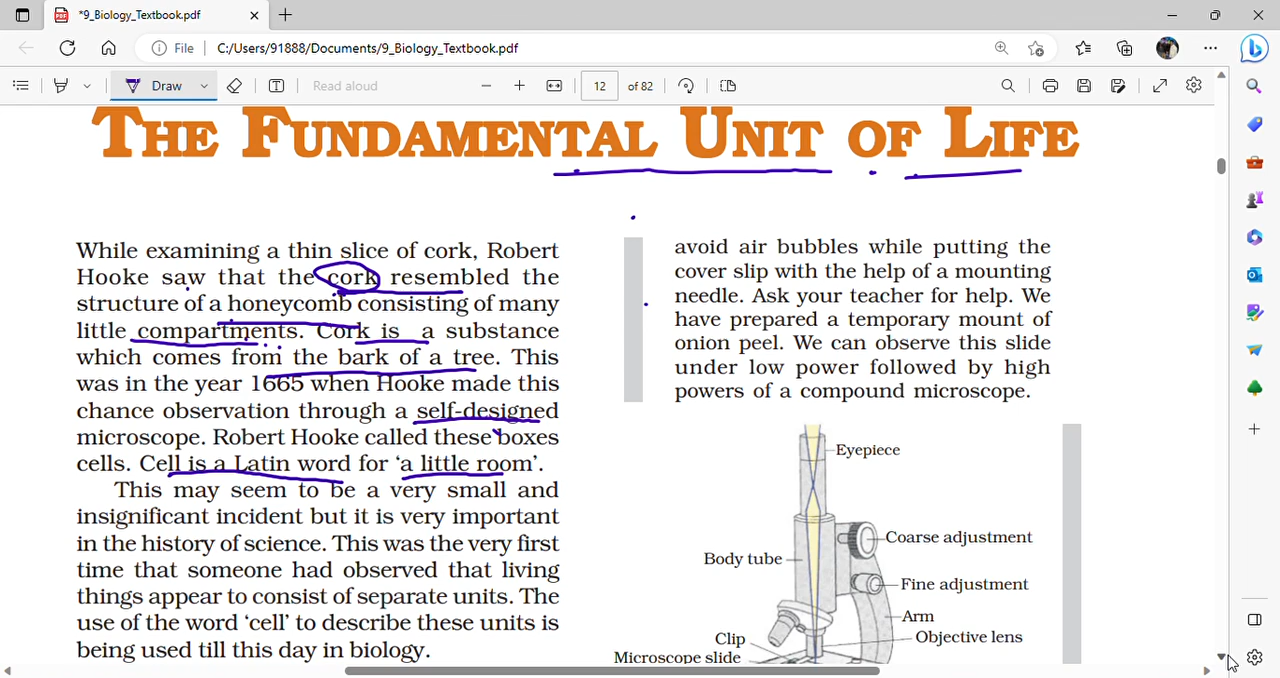 *9_Biology_Textbook.pdf
File C:/Users/91888/Documents/9_Biology_Textbook.pdf
Draw Read aloud 12 of 82
THE FUNDAMENTAL UNIT OF LIFE
While examining a thin slice of cork, Robert
Hooke saw that the cork resembled the
structure of a honeycomb consisting of many
little compartments. Cork is a substance
which comes from the bark of a tree. This
was in the year 1665 when Hooke made this
chance observation through a self-designed
microscope. Robert Hooke called these boxes
cells. Cell is a Latin word for ‘a little room’.
This may seem to be a very small and
insignificant incident but it is very important
in the history of science. This was the very first
time that someone had observed that living
things appear to consist of separate units. The
use of the word ‘cell’ to describe these units is
being used till this day in biology.
avoid air bubbles while putting the
cover slip with the help of a mounting
needle. Ask your teacher for help. We
have prepared a temporary mount of
onion peel. We can observe this slide
under low power followed by high
powers of a compound microscope.
Eyepiece
Coarse adjustment
Body tube
Fine adjustment
Arm
Objective lens
Clip
Microscope slide